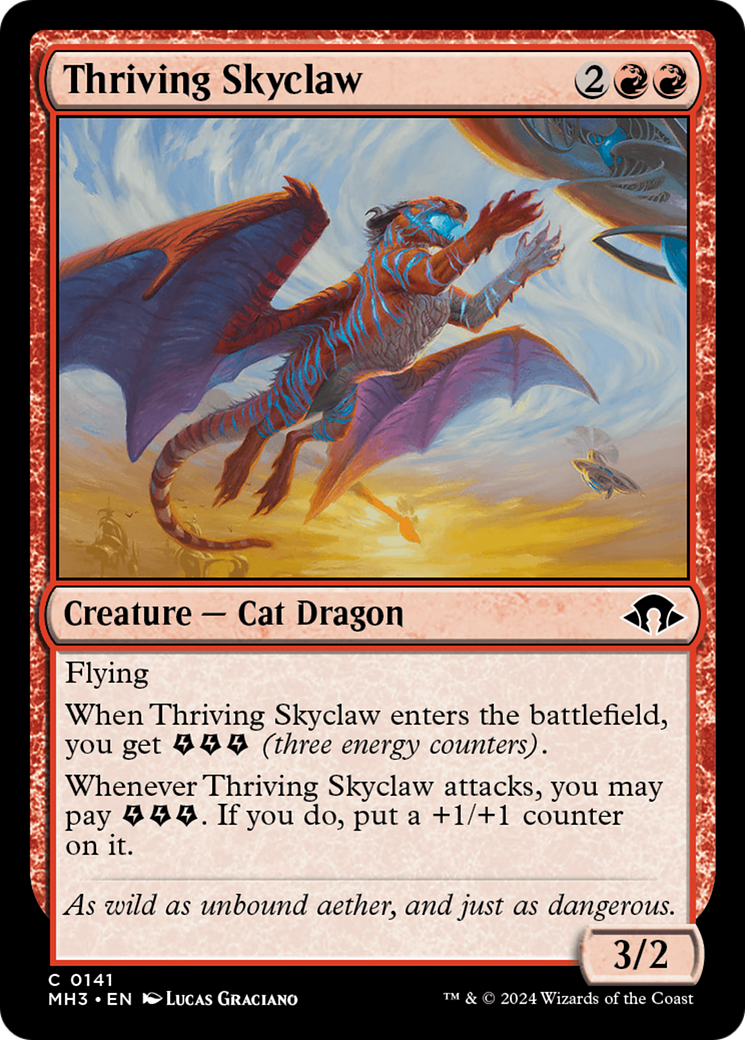 Thriving Skyclaw 2
Creature — Cat Dragon
Flying
When Thriving Skyclaw enters the battlefield,
you get (three energy counters).
Whenever Thriving Skyclaw attacks, you may
pay . If you do, put a +1/+1 counter
on it.
As wild as unbound aether, and just as dangerous.
3/2
C 0141
MH3 • EN Lucas Graciano
™ & © 2024 Wizards of the Coast